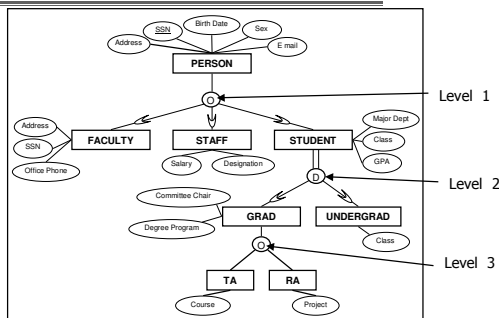 Birth Date
SSN
Sex
Address
E mail
PERSON
O
Level 1
Address
Major Dept
FACULTY
STAFF
STUDENT
Class
SSN
Salary
Designation
GPA
Office Phone
D
Level 2
Committee Chair
GRAD
UNDERGRAD
Degree Program
Class
O
Level 3
TA
RA
Course
Project